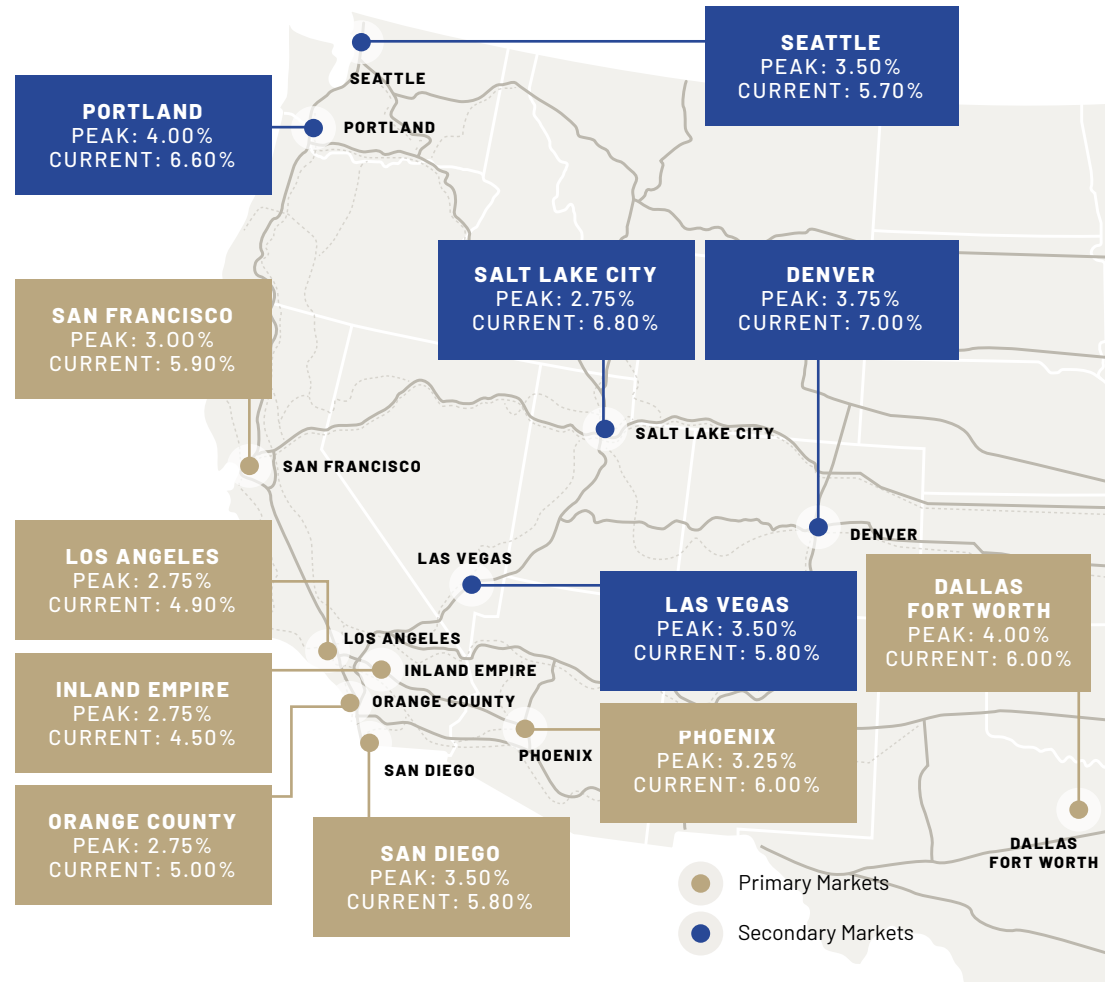 SEATTLE
PEAK: 3.50%
CURRENT: 5.70%
SEATTLE
PORTLAND
PEAK: 4.00%
CURRENT: 6.60%
PORTLAND
SALT LAKE CITY
PEAK: 2.75%
CURRENT: 6.80%
DENVER
PEAK: 3.75%
CURRENT: 7.00%
SAN FRANCISCO
PEAK: 3.00%
CURRENT: 5.90%
SALT LAKE CITY
SAN FRANCISCO
DENVER
LOS ANGELES
PEAK: 2.75%
CURRENT: 4.90%
LAS VEGAS
LAS VEGAS
PEAK: 3.50%
CURRENT: 5.80%
DALLAS
FORT WORTH
PEAK: 4.00%
CURRENT: 6.00%
LOS ANGELES
INLAND EMPIRE
ORANGE COUNTY
INLAND EMPIRE
PEAK: 2.75%
CURRENT: 4.50%
PHOENIX
PHOENIX
PEAK: 3.25%
CURRENT: 6.00%
SAN DIEGO
ORANGE COUNTY
PEAK: 2.75%
CURRENT: 5.00%
SAN DIEGO
PEAK: 3.50%
CURRENT: 5.80%
DALLAS
FORT WORTH
Primary Markets
Secondary Markets